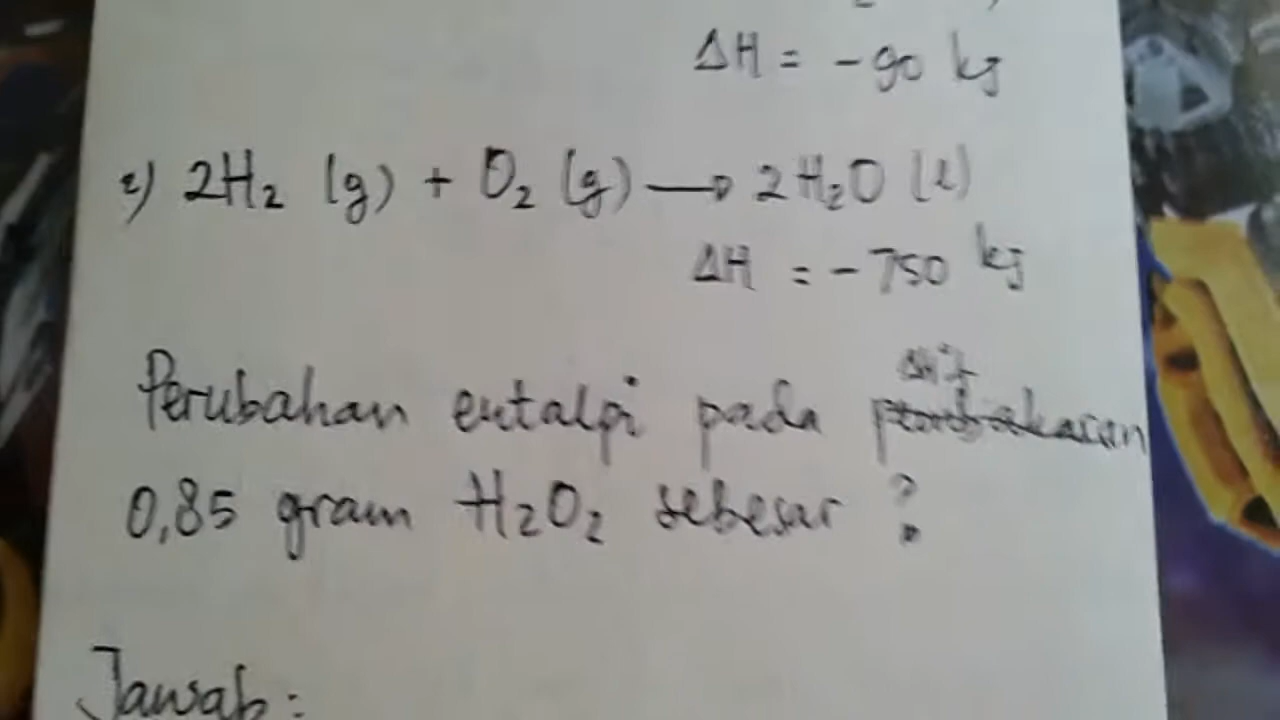 ΔH = -90 kJ
2) 2H₂ (g) + O₂ (g) → 2H₂O (l)
ΔH = -750 kJ
Perubahan entalpi pada
0,85 gram H₂O₂ sebesar ?
Jawab :